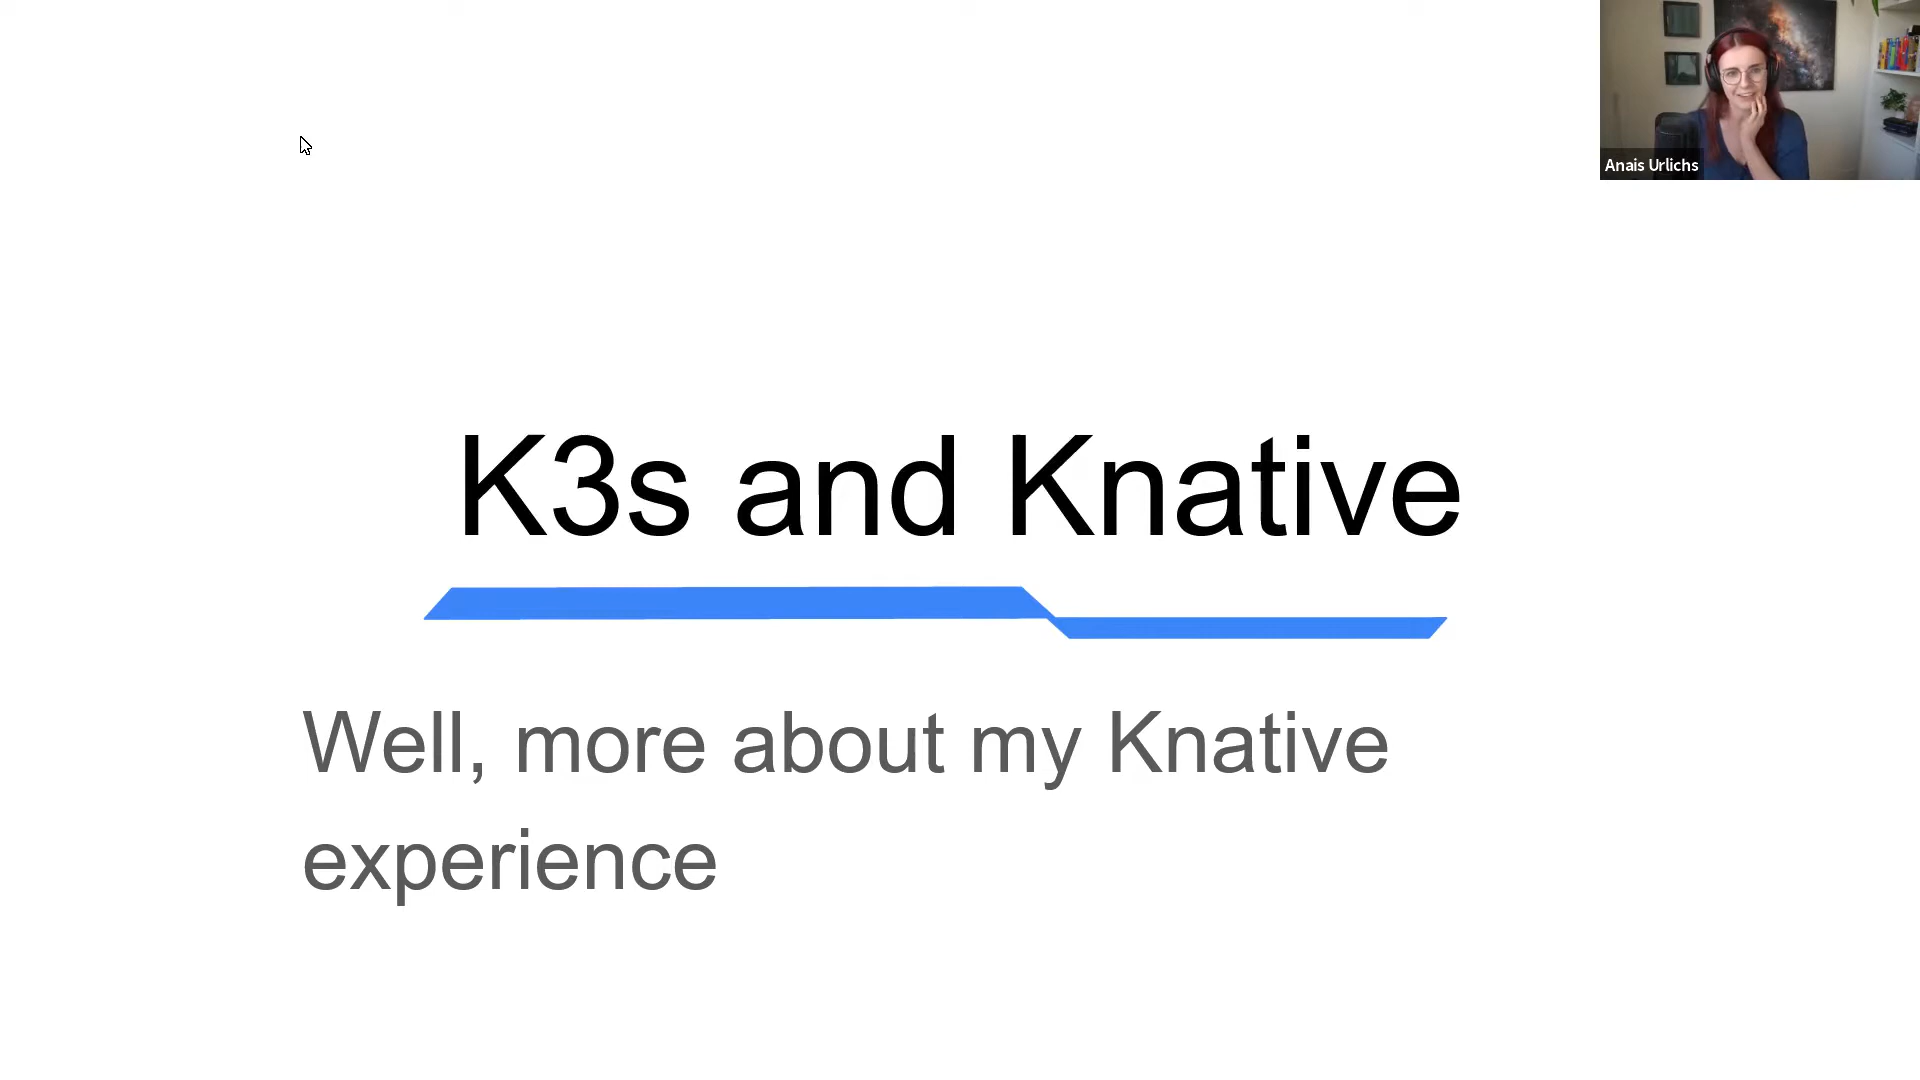 Anais Urlichs
K3s and Knative
Well, more about my Knative
experience